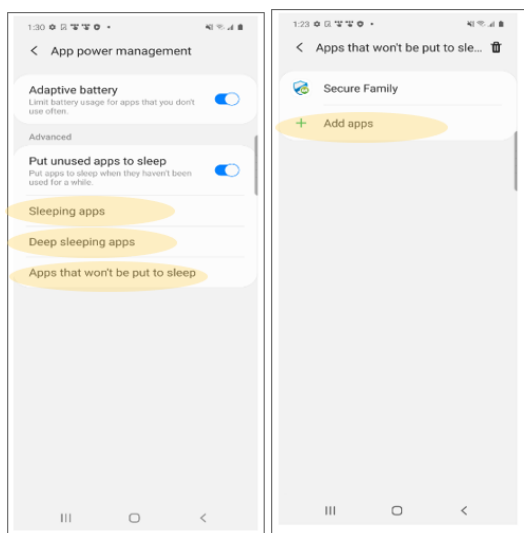 1:30
App power management
Adaptive battery
Limit battery usage for apps that you don't
use often.
Advanced
Put unused apps to sleep
Put apps to sleep when they haven't been
used for a while.
Sleeping apps
Deep sleeping apps
Apps that won't be put to sleep
1:23
Apps that won't be put to sle...
Secure Family
Add apps